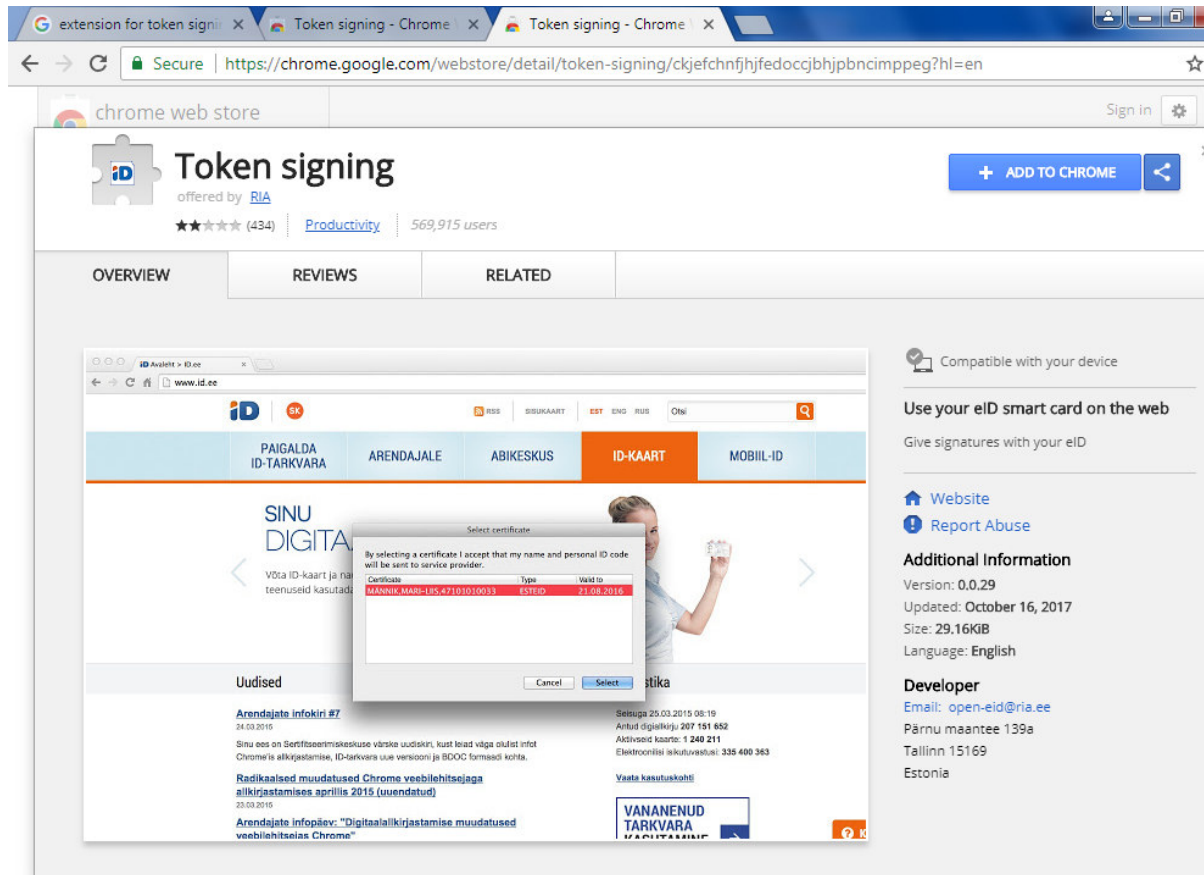 extension for token signi
Token signing - Chrome
Token signing - Chrome
Secure https://chrome.google.com/webstore/detail/token-signing/ckjefchnfjhjfedoccjbhjpbncimppeg?hl=en
chrome web store
Sign in
iD
Token signing
offered by RIA
(434) Productivity 569,915 users
+ ADD TO CHROME
OVERVIEW REVIEWS RELATED
iD Avaleht > ID.ee
www.id.ee
iD SK RSS SISUKAART EST ENG RUS Otsi
PAIGALDA
ID-TARKVARA
ARENDAJALE
ABIKESKUS
ID-KAART
MOBIIL-ID
SINU
DIGITA
Võta ID-kaart ja na
teenuseid kasutada
Select certificate
By selecting a certificate I accept that my name and personal ID code
will be sent to service provider.
Certificate Type Valid to
MÄNNIK,MARI-LIIS,47101010033 ESTEID 21.08.2016
Cancel Select
Uudised
Arendajate infokiri #7
24.03.2015
Sinu ees on Sertifitseerimiskeskuse värske uudiskiri, kust leiad väga olulist infot
Chrome'is allkirjastamise, ID-tarkvara uue versiooni ja BDOC formaadi kohta.
Radikaalsed muudatused Chrome veebilehitsejaga
allkirjastamises aprillis 2015 (uuendatud)
23.03.2015
Arendajate infopäev: "Digitaalallkirjastamise muudatused
veebilehitsejas Chrome"
stika
Seisuga 25.03.2015 08:19
Antud digiallkirju 207 151 652
Aktiivseid kaarte: 1 240 211
Elektroonilisi isikutuvastusi: 335 400 363
Vaata kasutuskohti
VANANENUD
TARKVARA
KASUTAMINE
Compatible with your device
Use your eID smart card on the web
Give signatures with your eID
Website
Report Abuse
Additional Information
Version: 0.0.29
Updated: October 16, 2017
Size: 29.16KiB
Language: English
Developer
Email: open-eid@ria.ee
Pärnu maantee 139a
Tallinn 15169
Estonia